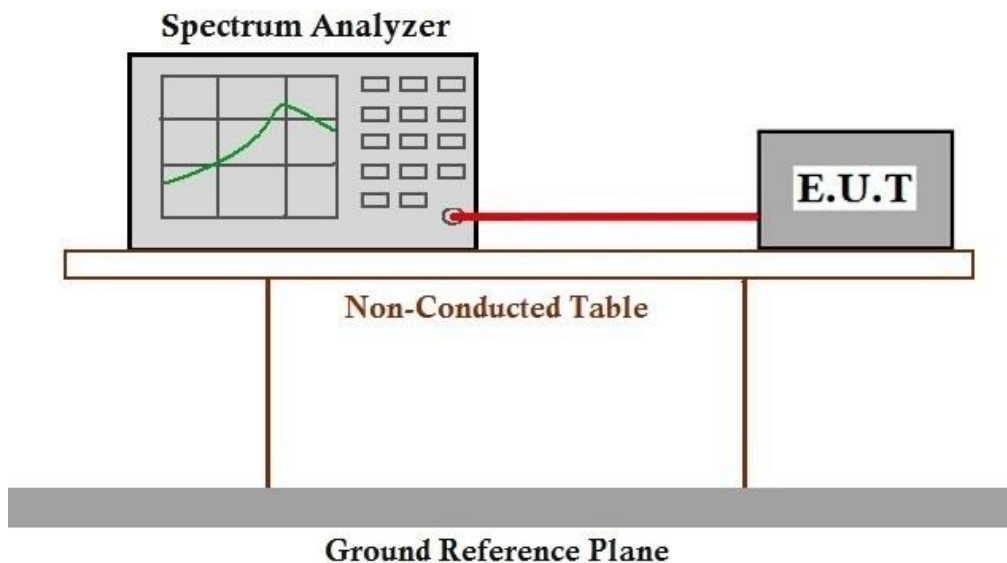 Spectrum Analyzer
E.U.T
Non-Conducted Table
Ground Reference Plane